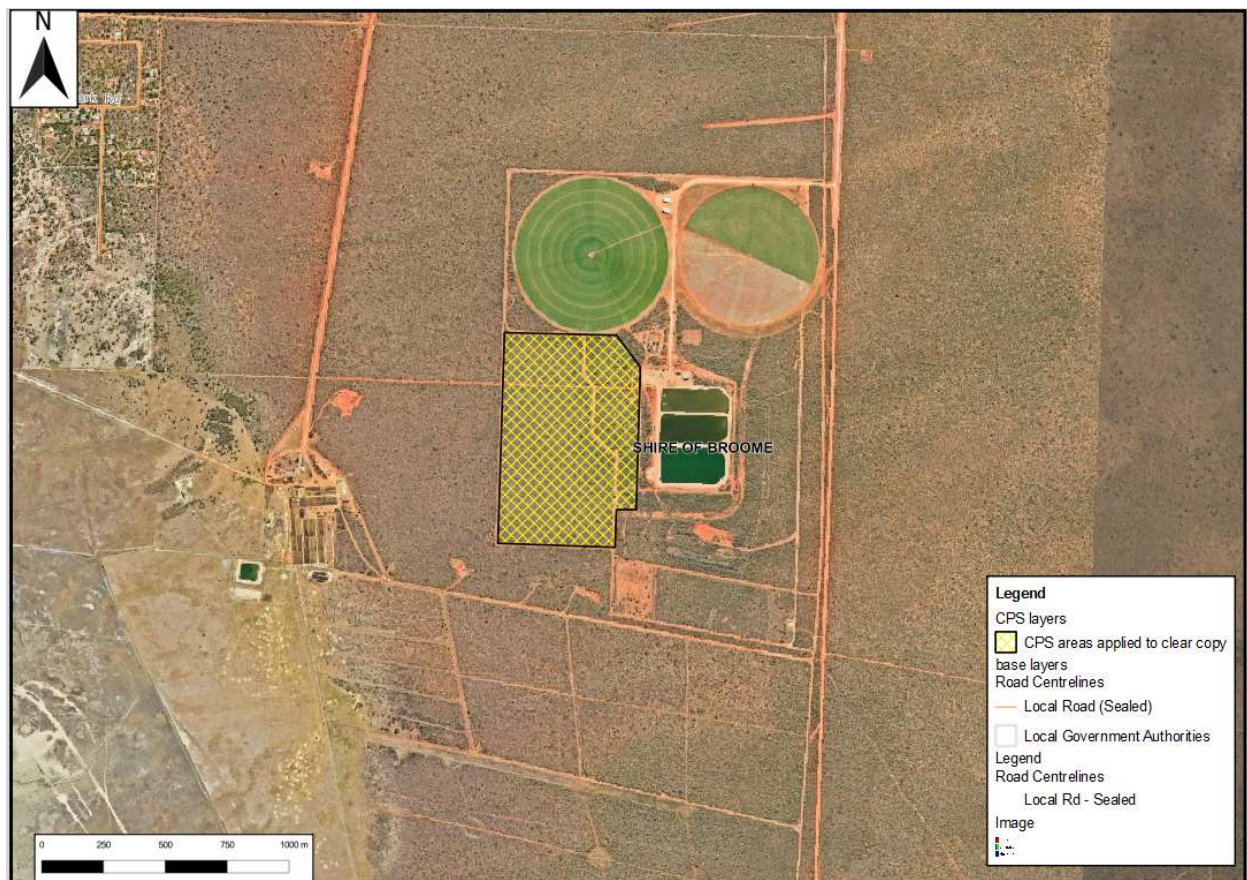 N
Rd
SHIRE OF BROOME
Legend
CPS layers
CPS areas applied to clear copy
base layers
Road Centrelines
Local Road (Sealed)
Local Government Authorities
Legend
Road Centrelines
Local Rd - Sealed
Image
0 250 500 750 1000 m